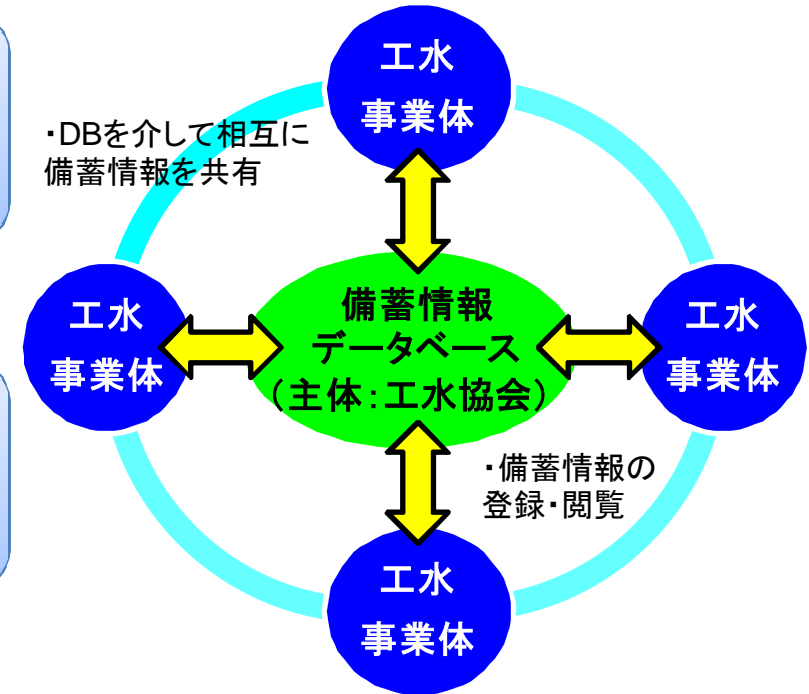 工水
事業体
・DBを介して相互に
備蓄情報を共有
備蓄情報
データベース
（主体：工水協会）
工水
事業体
工水
事業体
・備蓄情報の
登録・閲覧
工水
事業体